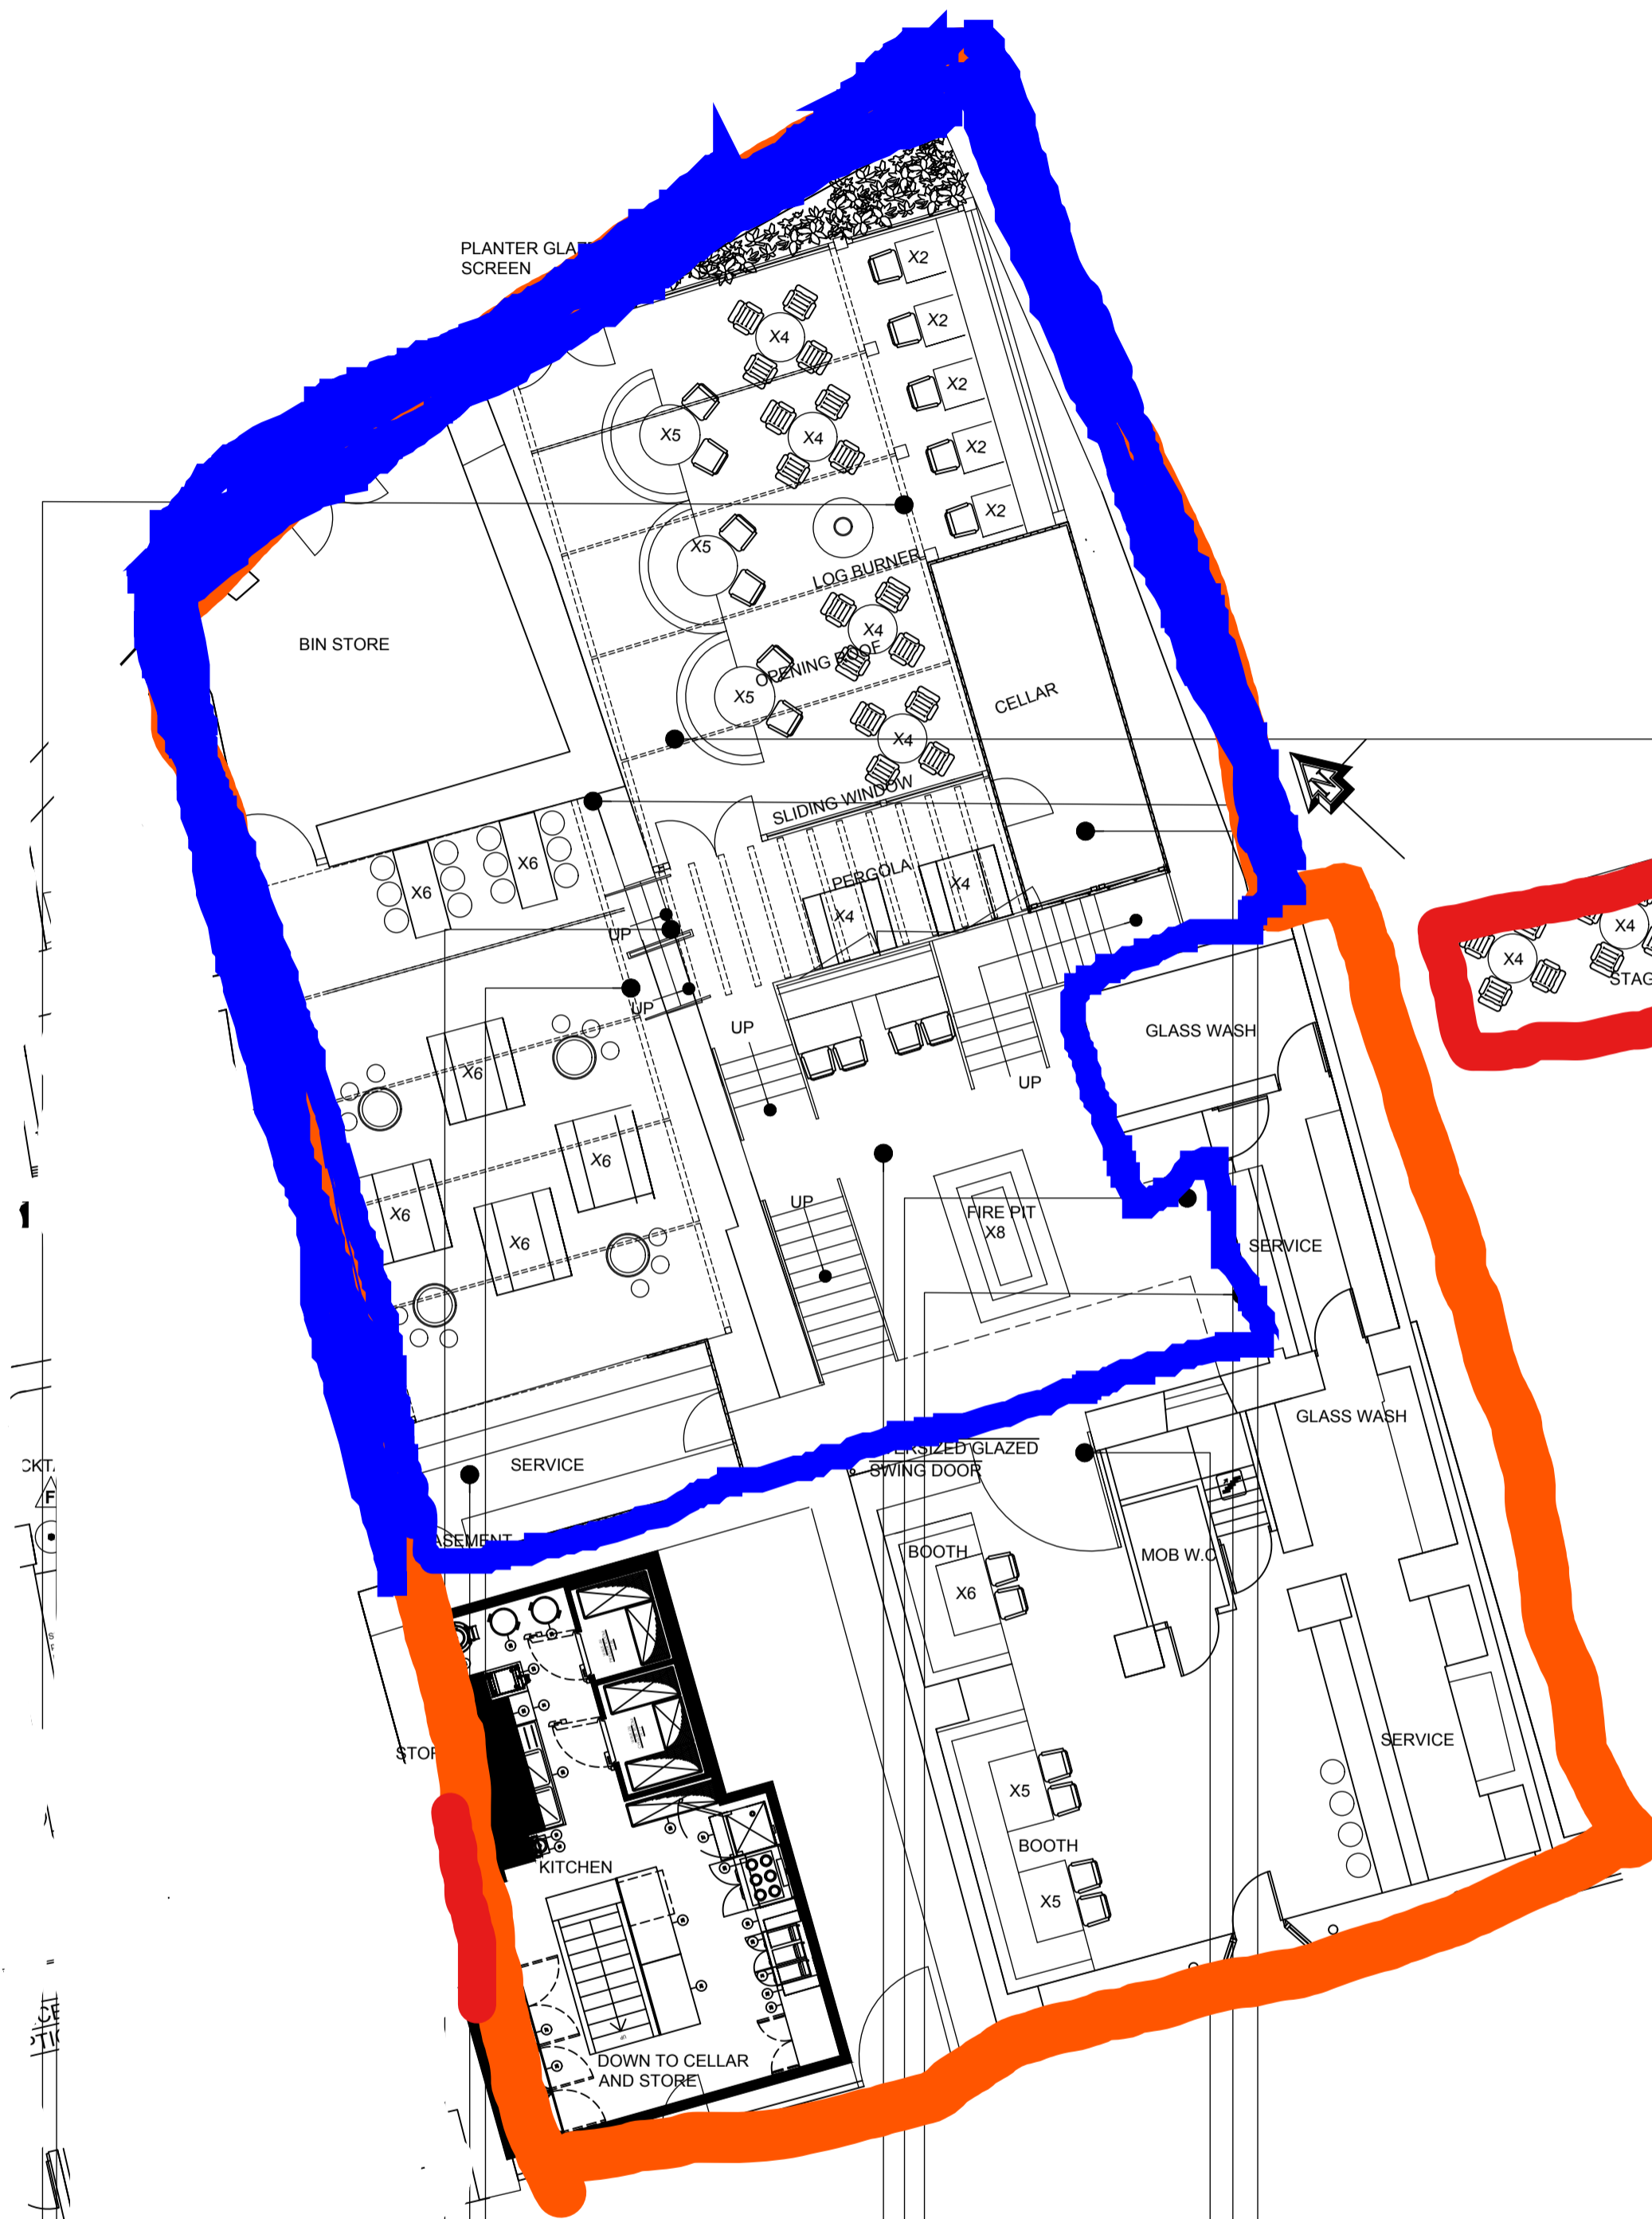 PLANTER
SCREEN
X2
X2
X4
X2
X5
X4
X2
X5
X2
LOG BURNER
BIN STORE
X4
OPENING ROOF
X5
CELLAR
X4
N
SLIDING WINDOW
X6
X6
PERGOLA
X4
X4
X4
X4
UP
UP
UP
GLASS WASH
X6
UP
X6
X6
X6
UP
FIRE PIT
X8
SERVICE
GLASS WASH
SERVICE
F
GLAZED
SWING DOOR
BOOTH
X6
MOB W.C
SERVICE
X5
BOOTH
X5
KITCHEN
DOWN TO CELLAR
AND STORE